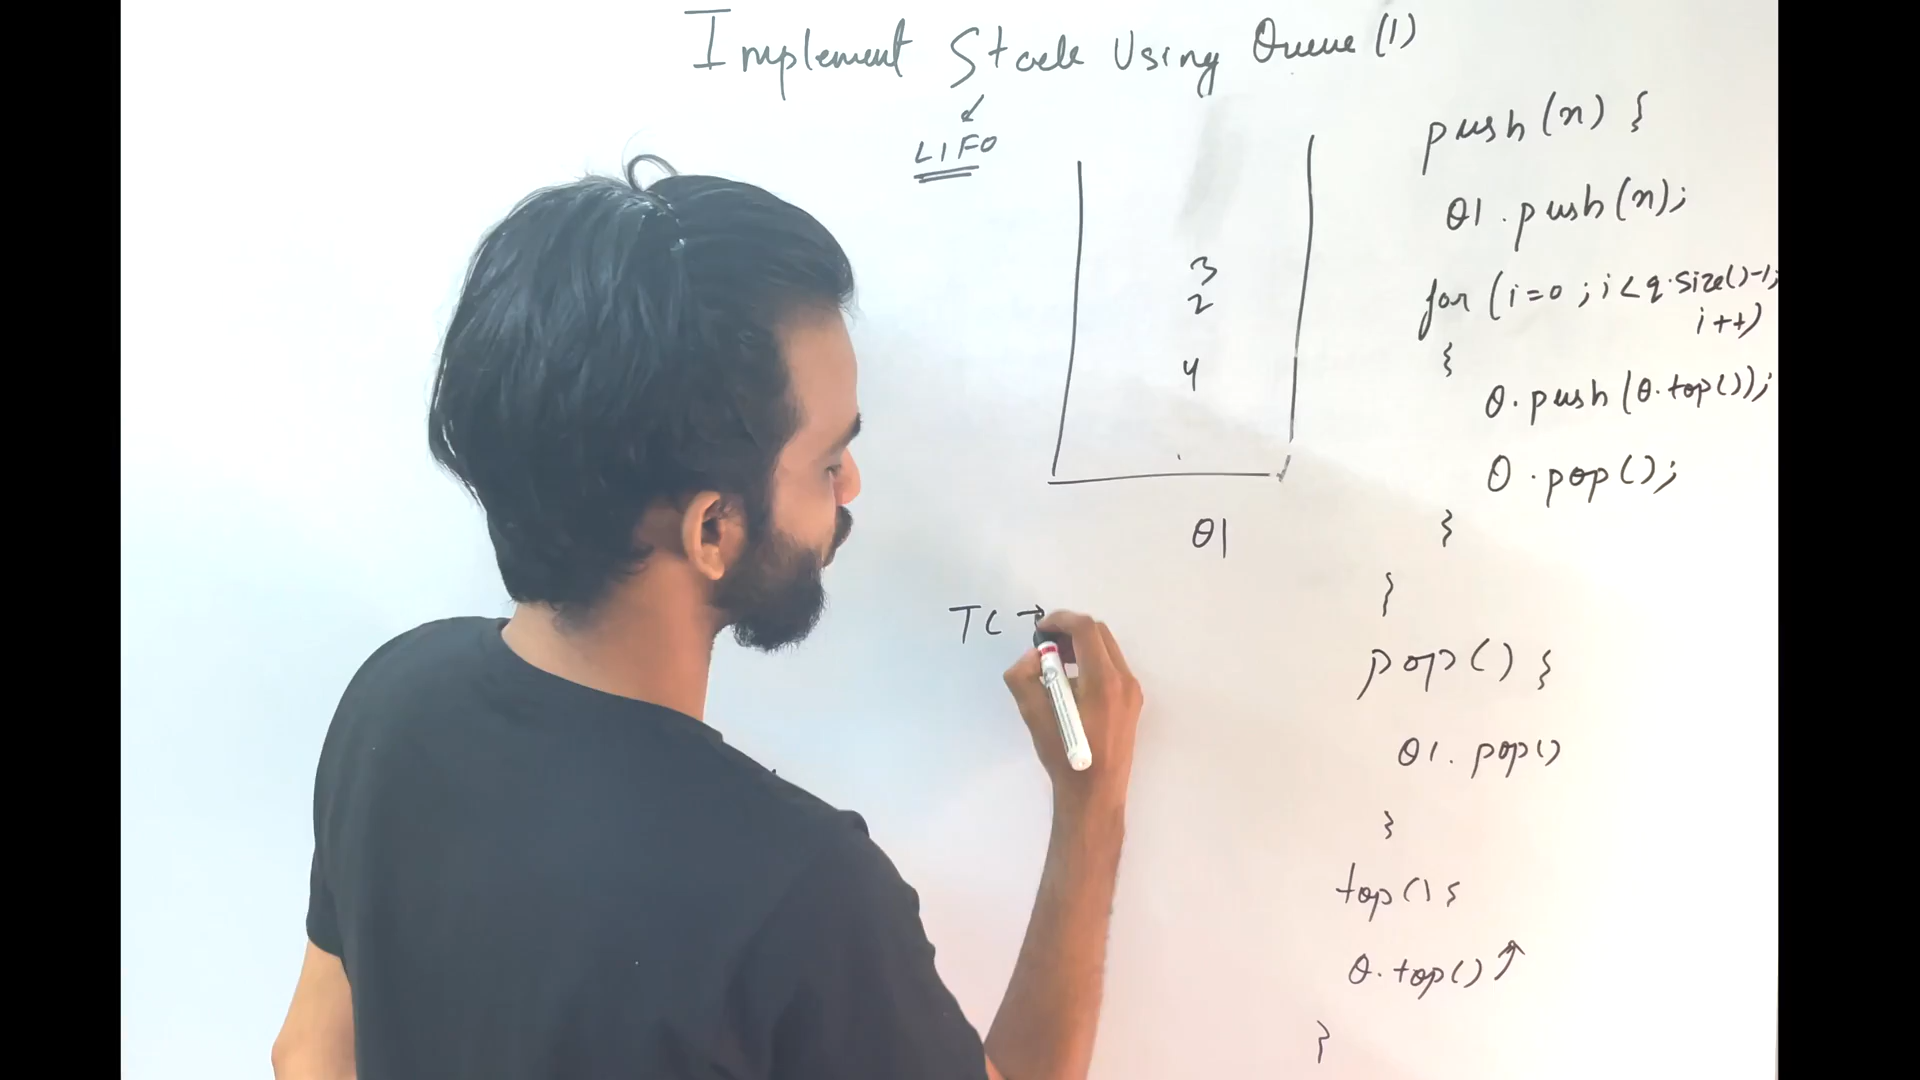 Implement Stack Using Queue (1)
LIFO
3
2
4
Q1
TC →
push(n) {
Q1.push(n);
for (i=0; i<q.size()-1;
i++)
{
Q.push(Q.top());
Q.pop();
}
}
pop() {
Q1.pop()
}
top() {
Q.top()
}